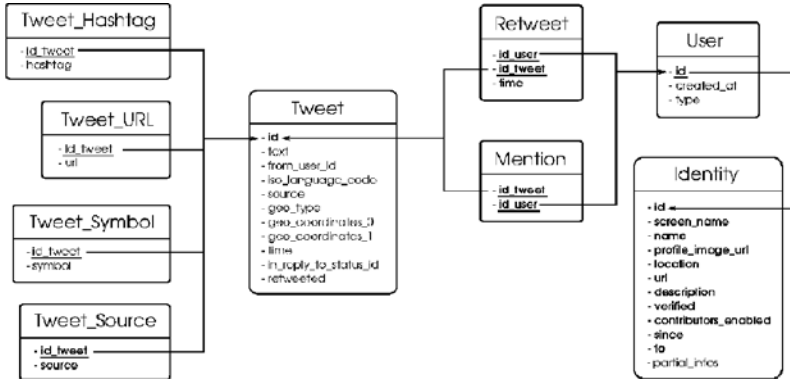 Tweet_Hashtag
- id_tweet
- hashtag
Tweet_URL
- id_tweet
- url
Tweet_Symbol
- id_tweet
- symbol
Tweet_Source
- id_tweet
- source
Tweet
- id
- text
- from_user_id
- iso_language_code
- source
- geo_type
- geo_coordinates_0
- geo_coordinates_1
- time
- in_reply_to_status_id
- retweeted
Retweet
- id_user
- id_tweet
- time
Mention
- id_tweet
- id_user
User
- id
- created_at
- type
Identity
- id
- screen_name
- name
- profile_image_url
- location
- url
- description
- verified
- contributors_enabled
- since
- to
- partial_infos